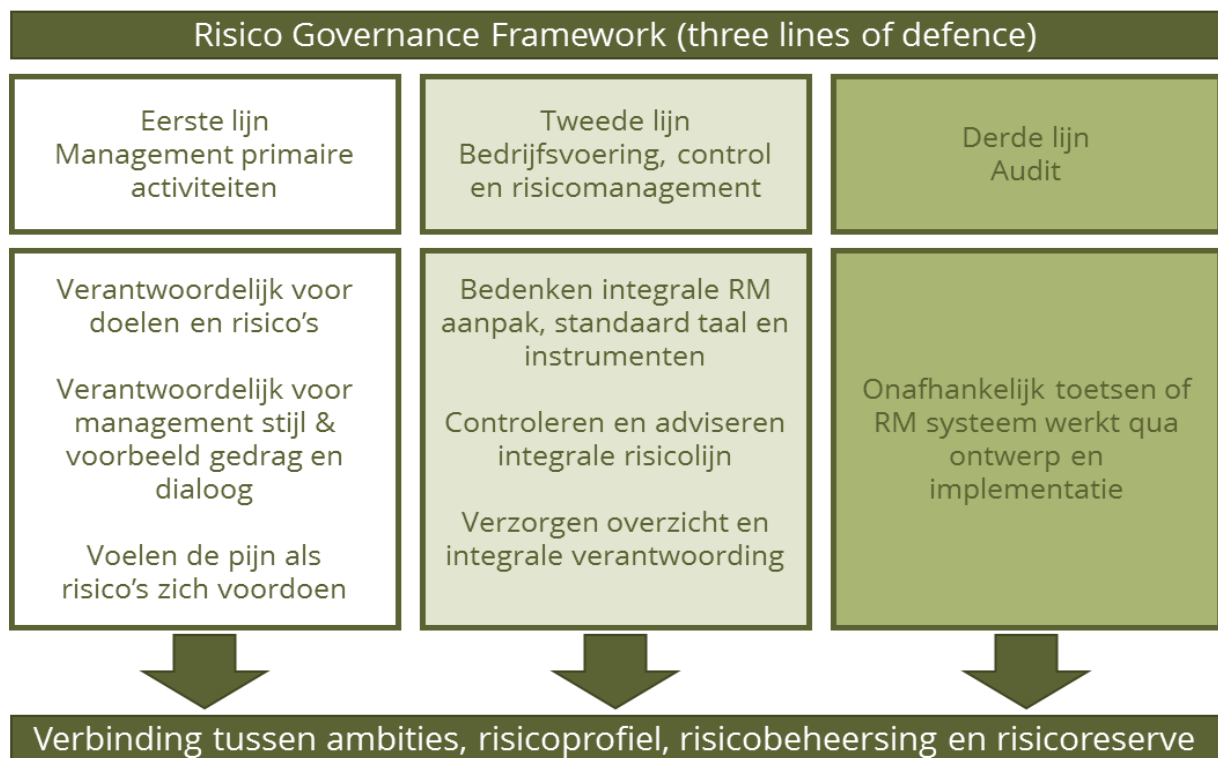 Risico Governance Framework (three lines of defence)
Eerste lijn
Management primaire
activiteiten
Tweede lijn
Bedrijfsvoering, control
en risicomanagement
Derde lijn
Audit
Verantwoordelijk voor
doelen en risico’s
Verantwoordelijk voor
management stijl &
voorbeeld gedrag en
dialoog
Voelen de pijn als
risico’s zich voordoen
Bedenken integrale RM
aanpak, standaard taal en
instrumenten
Controleren en adviseren
integrale risicolijn
Verzorgen overzicht en
integrale verantwoording
Onafhankelijk toetsen of
RM systeem werkt qua
ontwerp en
implementatie
Verbinding tussen ambities, risicoprofiel, risicobeheersing en risicoreserve